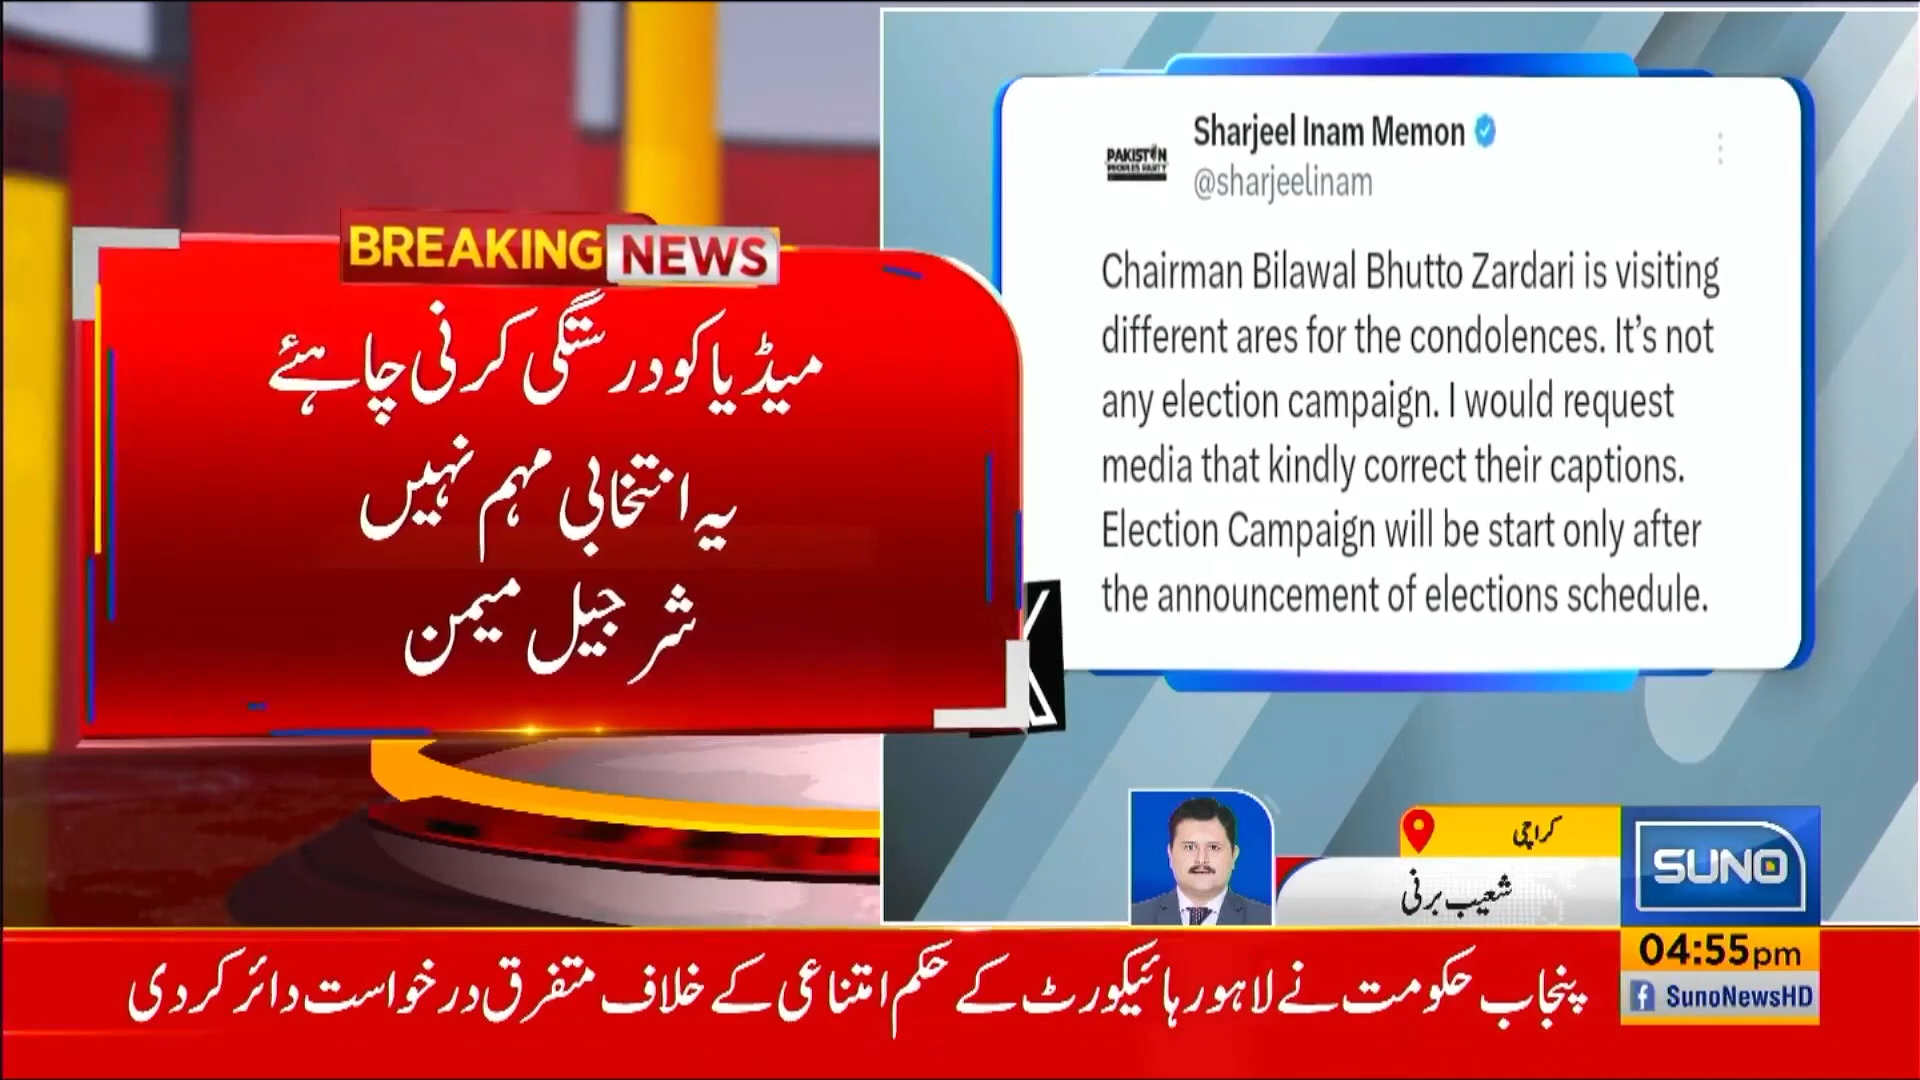 BREAKING NEWS
میڈیا کو درستگی کرنی چاہئے
یہ انتخابی مہم نہیں
شرجیل میمن
PAKISTAN
PEOPLES PARTY
Sharjeel Inam Memon
@sharjeelinam
Chairman Bilawal Bhutto Zardari is visiting
different ares for the condolences. It’s not
any election campaign. I would request
media that kindly correct their captions.
Election Campaign will be start only after
the announcement of elections schedule.
کراچی
شعیب برنی
SUNO
04:55pm
SunoNewsHD
پنجاب حکومت نے لاہور ہائیکورٹ کے حکم امتناعی کے خلاف متفرق درخواست دائر کر دی